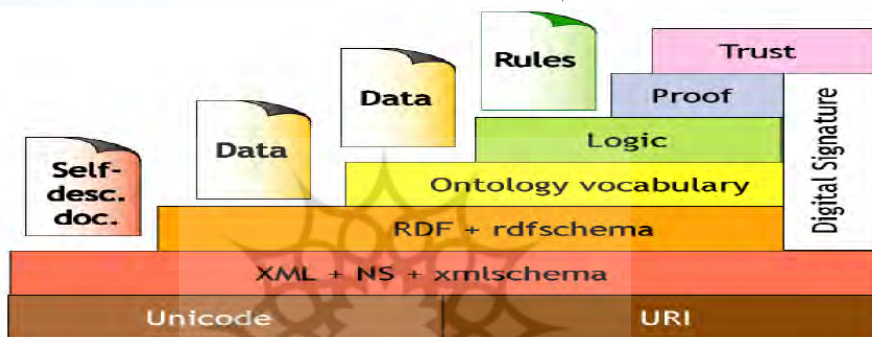 Rules
Trust
Data
Proof
Data
Logic
Self-
desc.
doc.
Ontology vocabulary
Digital Signature
RDF + rdfschema
XML + NS + xmlschema
Unicode
URI